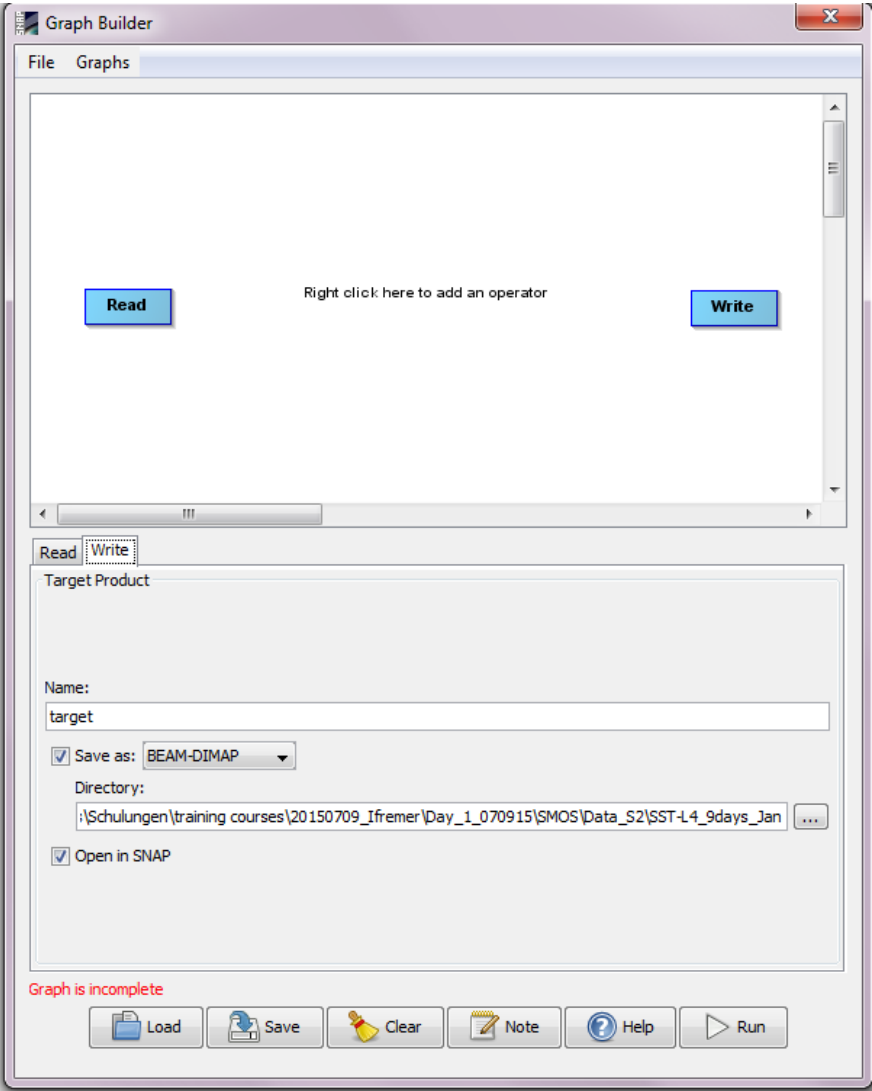 SNAP Graph Builder
File Graphs
Read Right click here to add an operator Write
Read Write
Target Product
Name:
target
Save as: BEAM-DIMAP
Directory:
;\Schulungen\training courses\20150709_Ifremer\Day_1_070915\SMOS\Data_S2\SST-L4_9days_Jan ...
Open in SNAP
Graph is incomplete
Load Save Clear Note Help Run